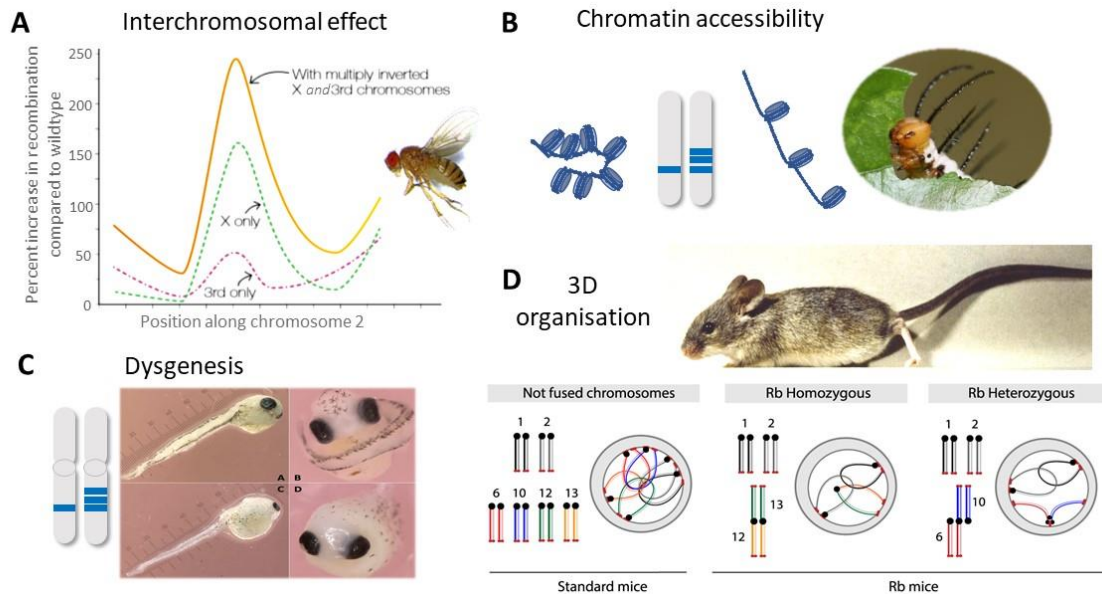 A
Interchromosomal effect
Percent increase in recombination
compared to wildtype
250
200
150
100
50
0
With multiply inverted
X and 3rd chromosomes
X only
3rd only
Position along chromosome 2
B
Chromatin accessibility
C
Dysgenesis
A
B
C
D
D
3D
organisation
Not fused chromosomes
1 2
6 10 12 13
Standard mice
Rb Homozygous
1 2
13
12
Rb Heterozygous
1 2
10
6
Rb mice